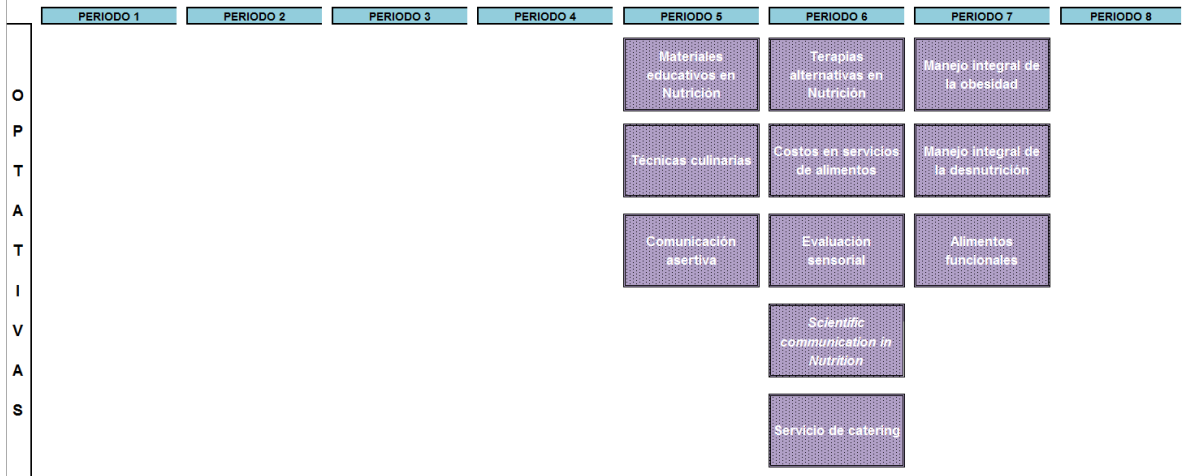 PERIODO 1
PERIODO 2
PERIODO 3
PERIODO 4
PERIODO 5
PERIODO 6
PERIODO 7
PERIODO 8
OPTATIVAS
Materiales
educativos en
Nutrición
Técnicas culinarias
Comunicación
asertiva
Terapias
alternativas en
Nutrición
Costos en servicios
de alimentos
Evaluación
sensorial
Scientific
communication in
Nutrition
Servicio de catering
Manejo integral de
la obesidad
Manejo integral de
la desnutrición
Alimentos
funcionales